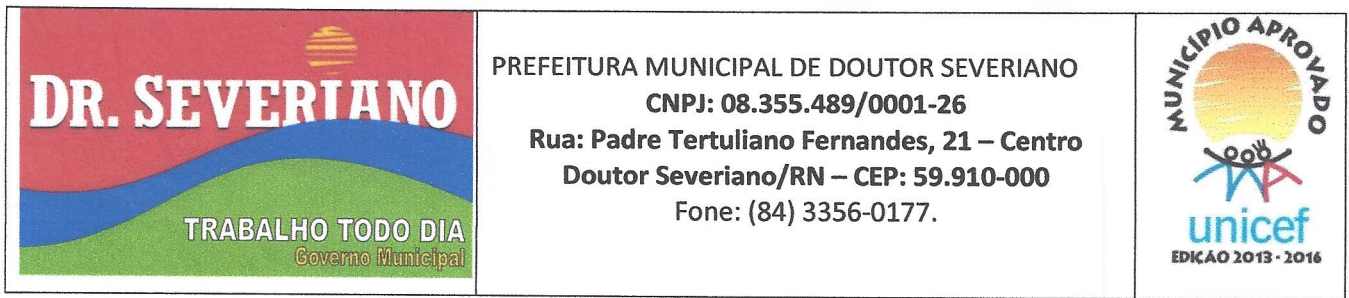 DR. SEVERIANO
TRABALHO TODO DIA
Governo Municipal
PREFEITURA MUNICIPAL DE DOUTOR SEVERIANO
CNPJ: 08.355.489/0001-26
Rua: Padre Tertuliano Fernandes, 21 – Centro
Doutor Severiano/RN – CEP: 59.910-000
Fone: (84) 3356-0177.
MUNICÍPIO APROVADO
unicef
EDIÇÃO 2013 - 2016